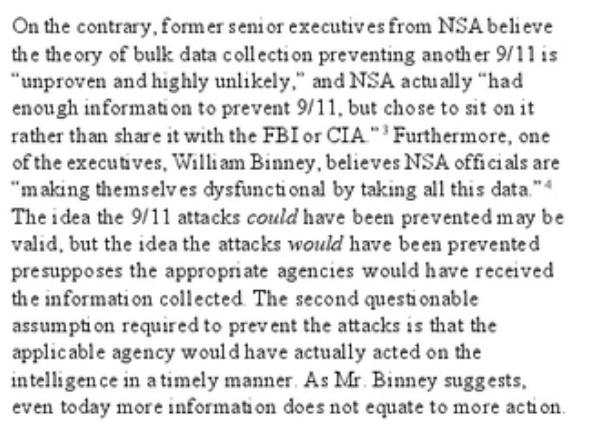 On the contrary, former senior executives from NSA believe
the theory of bulk data collection preventing another 9/11 is
“unproven and highly unlikely,” and NSA actually “had
enough information to prevent 9/11, but chose to sit on it
rather than share it with the FBI or CIA.”³ Furthermore, one
of the executives, William Binney, believes NSA officials are
“making themselves dysfunctional by taking all this data.”⁴
The idea the 9/11 attacks could have been prevented may be
valid, but the idea the attacks would have been prevented
presupposes the appropriate agencies would have received
the information collected. The second questionable
assumption required to prevent the attacks is that the
applicable agency would have actually acted on the
intelligence in a timely manner. As Mr. Binney suggests,
even today more information does not equate to more action.